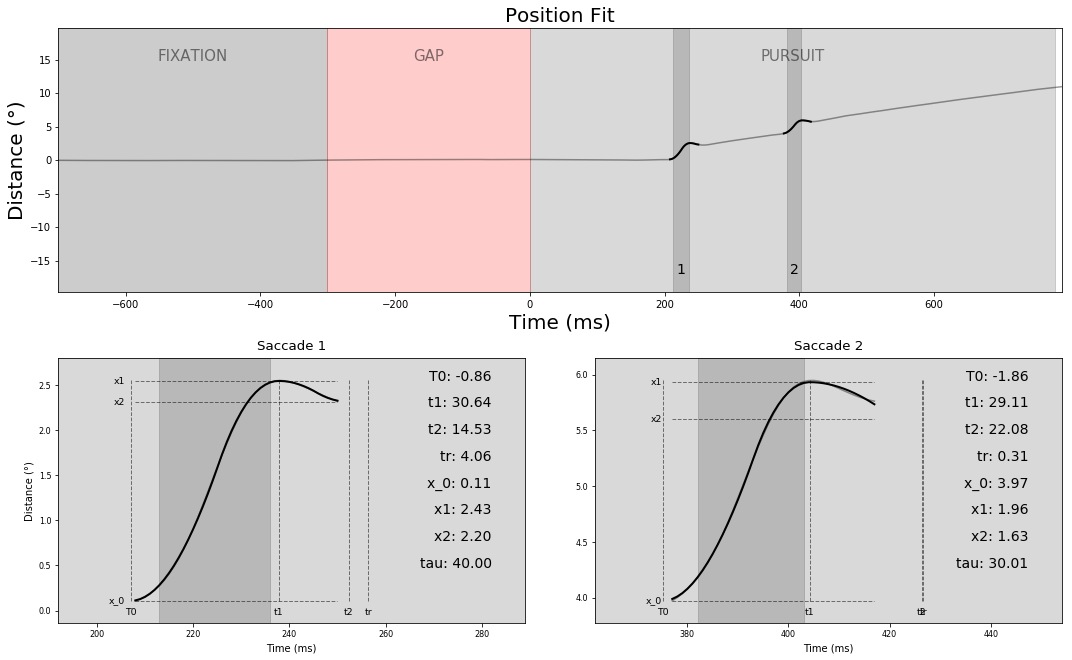 Position Fit
FIXATION
GAP
PURSUIT
Distance (°)
15
10
5
0
−5
−10
−15
1
2
−600
−400
−200
0
200
400
600
Time (ms)
Saccade 1
Distance (°)
2.5
2.0
1.5
1.0
0.5
0.0
x1
x2
x_0
T0
t1
t2
tr
T0: -0.86
t1: 30.64
t2: 14.53
tr: 4.06
x_0: 0.11
x1: 2.43
x2: 2.20
tau: 40.00
200
220
240
260
280
Time (ms)
Saccade 2
6.0
5.5
5.0
4.5
4.0
x1
x2
x_0
T0
t1
t2
tr
T0: -1.86
t1: 29.11
t2: 22.08
tr: 0.31
x_0: 3.97
x1: 1.96
x2: 1.63
tau: 30.01
380
400
420
440
Time (ms)